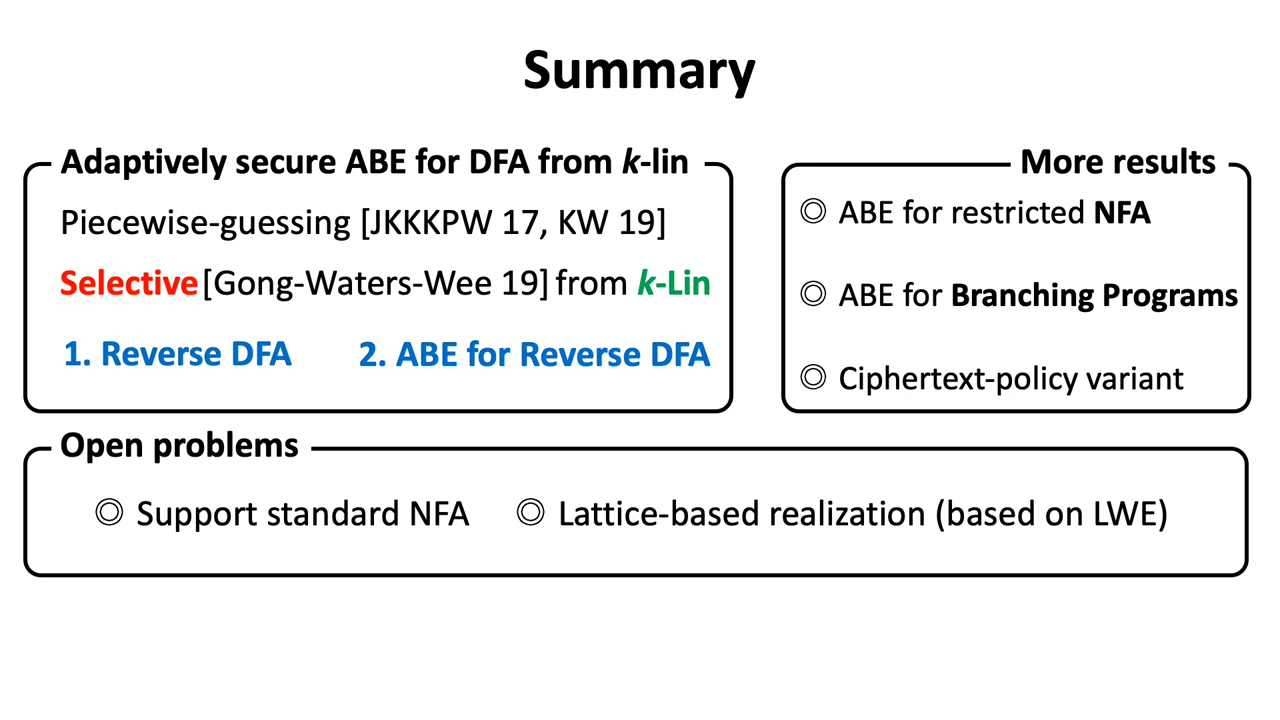 Summary
Adaptively secure ABE for DFA from k-lin
Piecewise-guessing [JKKKPW 17, KW 19]
Selective [Gong-Waters-Wee 19] from k-Lin
1. Reverse DFA 2. ABE for Reverse DFA
More results
◎ ABE for restricted NFA
◎ ABE for Branching Programs
◎ Ciphertext-policy variant
Open problems
◎ Support standard NFA ◎ Lattice-based realization (based on LWE)